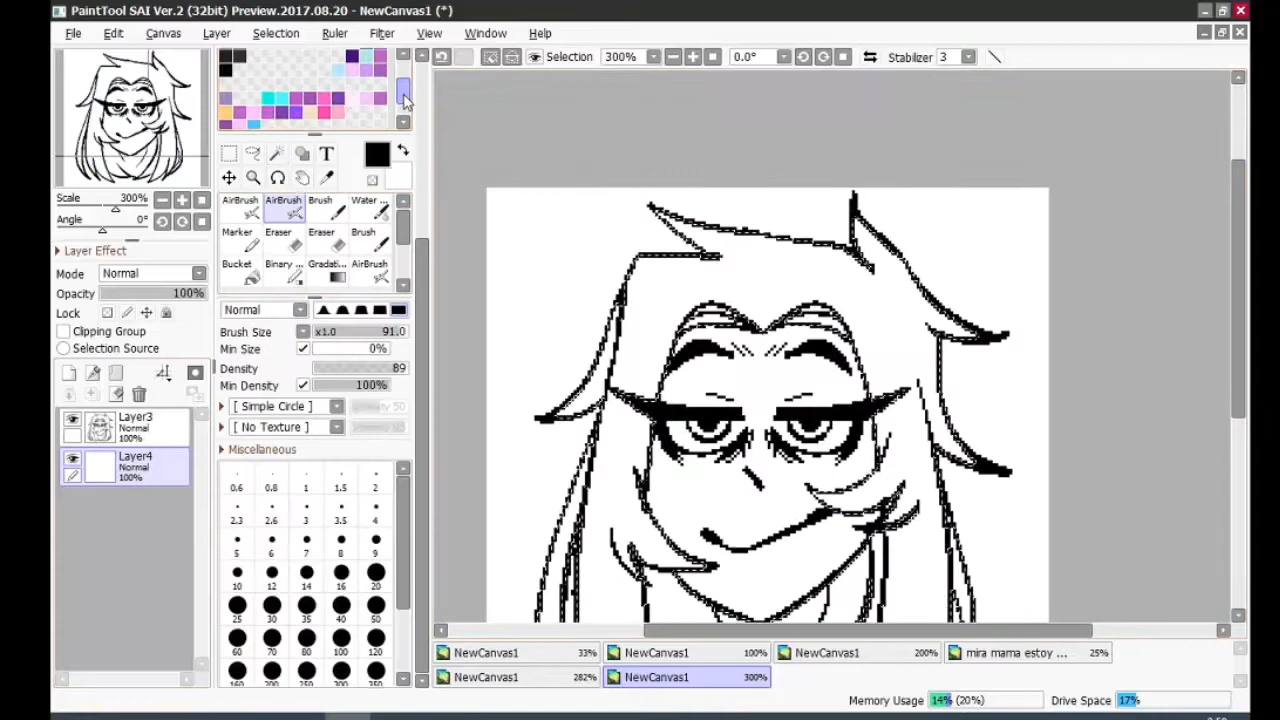 PaintTool SAI Ver.2 (32bit) Preview.2017.08.20 - NewCanvas1 (*)
File Edit Canvas Layer Selection Ruler Filter View Window Help
Selection 300% 0.0° Stabilizer 3
Scale 300%
Angle 0°
Layer Effect
Mode Normal
Opacity 100%
Lock
Clipping Group
Selection Source
Layer3
Normal
100%
Layer4
Normal
100%
T
AirBrush AirBrush Brush Water ...
Marker Eraser Eraser Brush
Bucket Binary ... Gradati... AirBrush
Normal
Brush Size x1.0 91.0
Min Size 0%
Density 89
Min Density 100%
[ Simple Circle ]
[ No Texture ]
Miscellaneous
0.6 0.8 1 1.5 2
2.3 2.6 3 3.5 4
5 6 7 8 9
10 12 14 16 20
25 30 35 40 50
60 70 80 100 120
160 200 250 300 350
NewCanvas1 33% NewCanvas1 100% NewCanvas1 200% mira mama estoy ... 25%
NewCanvas1 282% NewCanvas1 300%
Memory Usage 14% (20%) Drive Space 17%